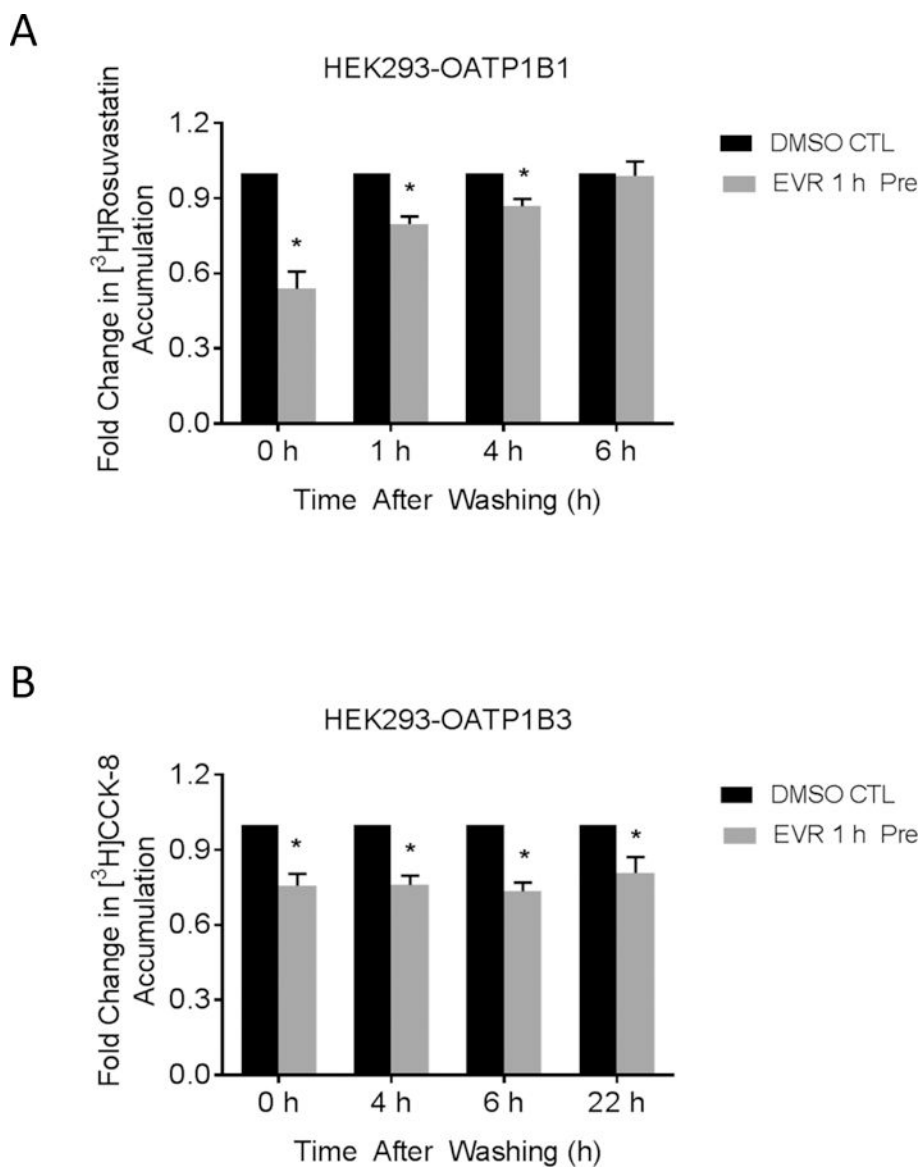 A
HEK293-OATP1B1
Fold Change in [³H]Rosuvastatin
Accumulation
1.2
0.9
0.6
0.3
0.0
* * *
0 h 1 h 4 h 6 h
Time After Washing (h)
DMSO CTL
EVR 1 h Pre
B
HEK293-OATP1B3
Fold Change in [³H]CCK-8
Accumulation
1.2
0.9
0.6
0.3
0.0
* * * *
0 h 4 h 6 h 22 h
Time After Washing (h)
DMSO CTL
EVR 1 h Pre